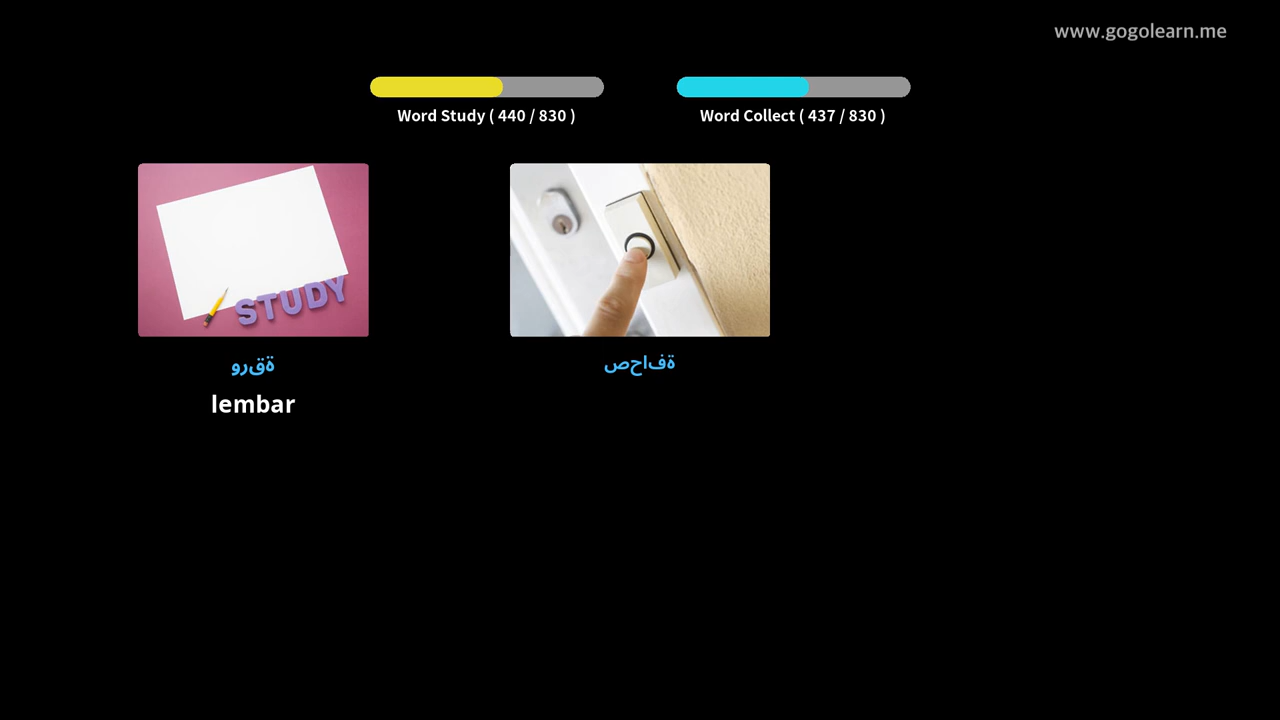 www.gogolearn.me
Word Study ( 440 / 830 )
Word Collect ( 437 / 830 )
STUDY
ةقرو
lembar
ةفاحص